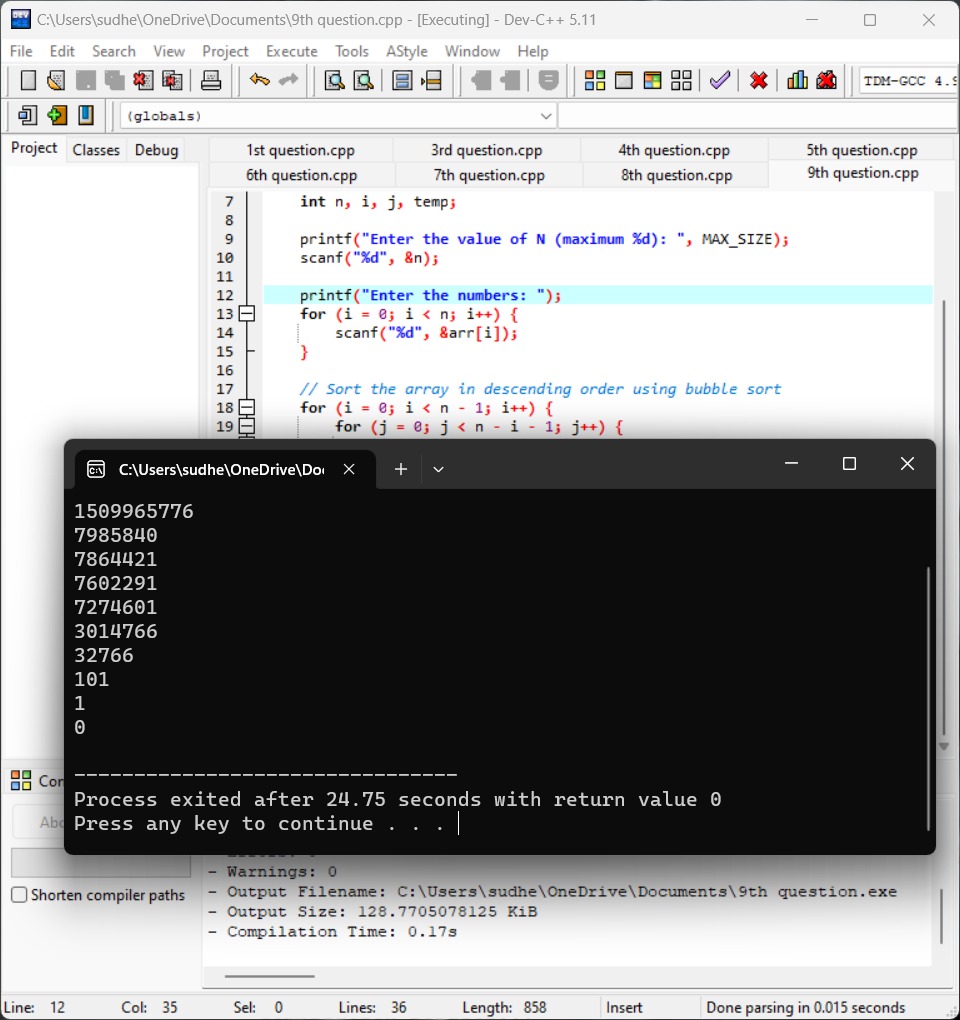 C:\Users\sudhe\OneDrive\Documents\9th question.cpp - [Executing] - Dev-C++ 5.11
File Edit Search View Project Execute Tools AStyle Window Help
TDM-GCC 4.9
(globals)
Project Classes Debug
1st question.cpp 3rd question.cpp 4th question.cpp 5th question.cpp
6th question.cpp 7th question.cpp 8th question.cpp 9th question.cpp
7 int n, i, j, temp;
8
9 printf("Enter the value of N (maximum %d): ", MAX_SIZE);
10 scanf("%d", &n);
11
12 printf("Enter the numbers: ");
13 for (i = 0; i < n; i++) {
14 scanf("%d", &arr[i]);
15 }
16
17 // Sort the array in descending order using bubble sort
18 for (i = 0; i < n - 1; i++) {
19 for (j = 0; j < n - i - 1; j++) {
C:\Users\sudhe\OneDrive\Do
1509965776
7985840
7864421
7602291
7274601
3014766
32766
101
1
0
--------------------------------
Process exited after 24.75 seconds with return value 0
Press any key to continue . . .
Co
Ab
Shorten compiler paths
- Warnings: 0
- Output Filename: C:\Users\sudhe\OneDrive\Documents\9th question.exe
- Output Size: 128.7705078125 KiB
- Compilation Time: 0.17s
Line: 12 Col: 35 Sel: 0 Lines: 36 Length: 858 Insert Done parsing in 0.015 seconds